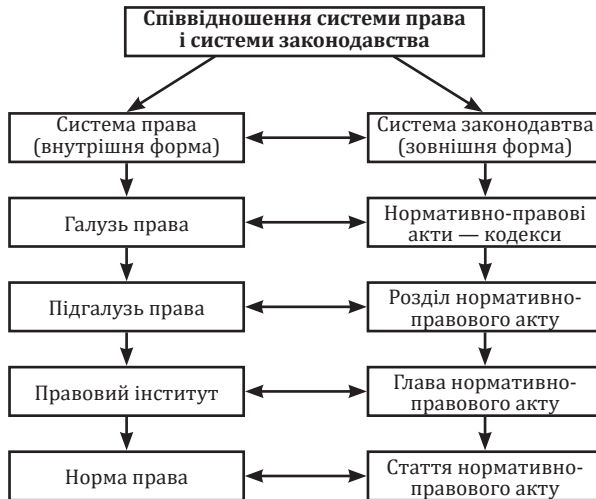 Співвідношення системи права
і системи законодавства
Система права
(внутрішня форма)
Система законодавтва
(зовнішня форма)
Галузь права
Нормативно-правові
акти — кодекси
Підгалузь права
Розділ нормативно-
правового акту
Правовий інститут
Глава нормативно-
правового акту
Норма права
Стаття нормативно-
правового акту